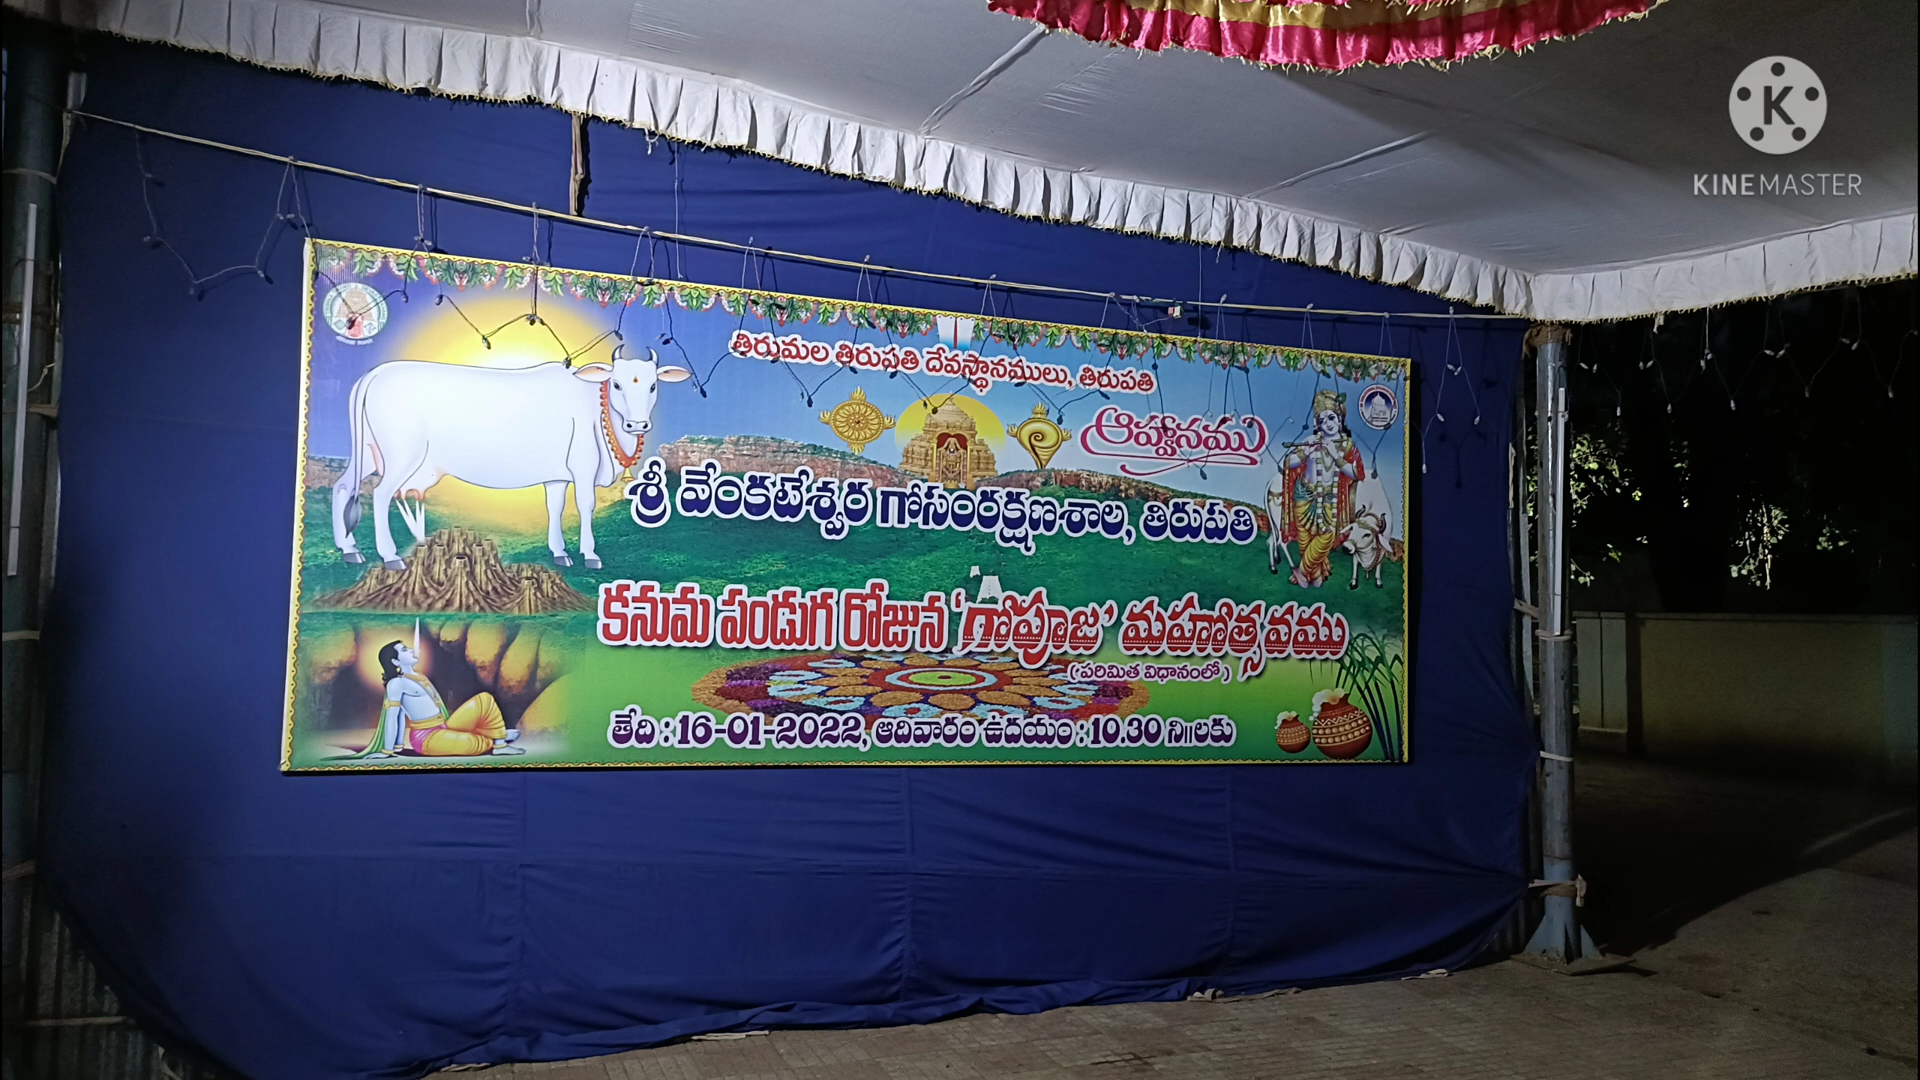 తిరుమల తిరుపతి దేవస్థానములు, తిరుపతి
ఆహ్వానము
శ్రీ వేంకటేశ్వర గోసంరక్షణశాల, తిరుపతి
కనుమ పండుగ రోజున ‘గోపూజ’ మహోత్సవము
(పరిమిత విధానంలో)
తేది : 16-01-2022, ఆదివారం ఉదయం : 10.30 ని॥లకు
K
KINEMASTER